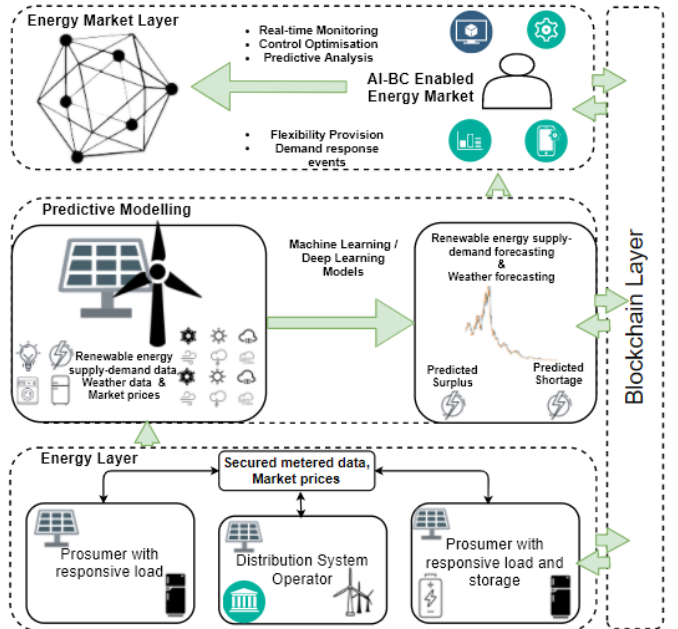 Energy Market Layer
Real-time Monitoring
Control Optimisation
Predictive Analysis
AI-BC Enabled
Energy Market
Flexibility Provision
Demand response
events
Predictive Modelling
Machine Learning /
Deep Learning
Models
Renewable energy
supply-demand data,
Weather data &
Market prices
Renewable energy supply-
demand forecasting
&
Weather forecasting
Predicted
Surplus
Predicted
Shortage
Energy Layer
Secured metered data,
Market prices
Prosumer with
responsive load
Distribution System
Operator
Prosumer with
responsive load and
storage
Blockchain Layer